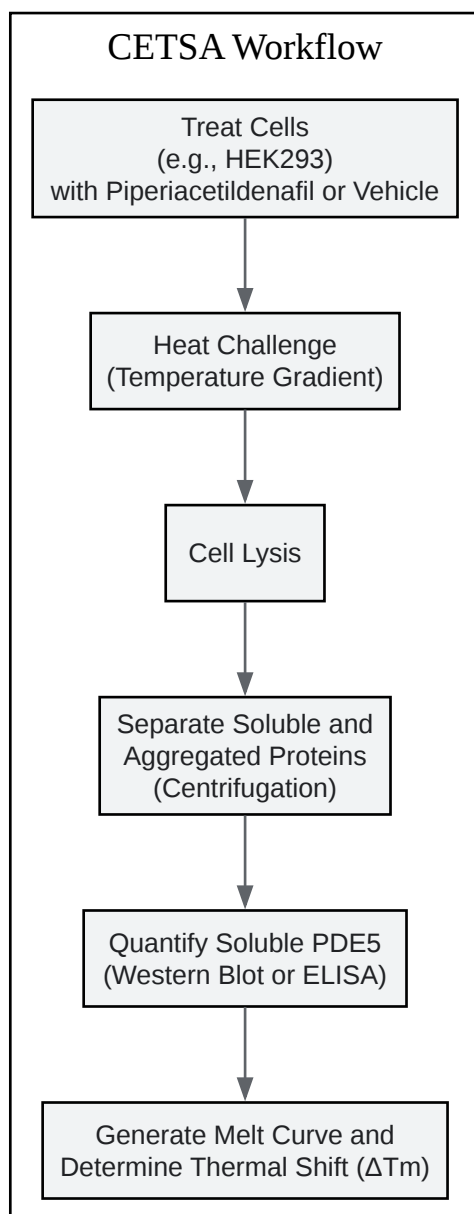 CETSA Workflow
Treat Cells
(e.g., HEK293)
with Piperiacetildenafil or Vehicle
Heat Challenge
(Temperature Gradient)
Cell Lysis
Separate Soluble and
Aggregated Proteins
(Centrifugation)
Quantify Soluble PDE5
(Western Blot or ELISA)
Generate Melt Curve and
Determine Thermal Shift (ΔTm)